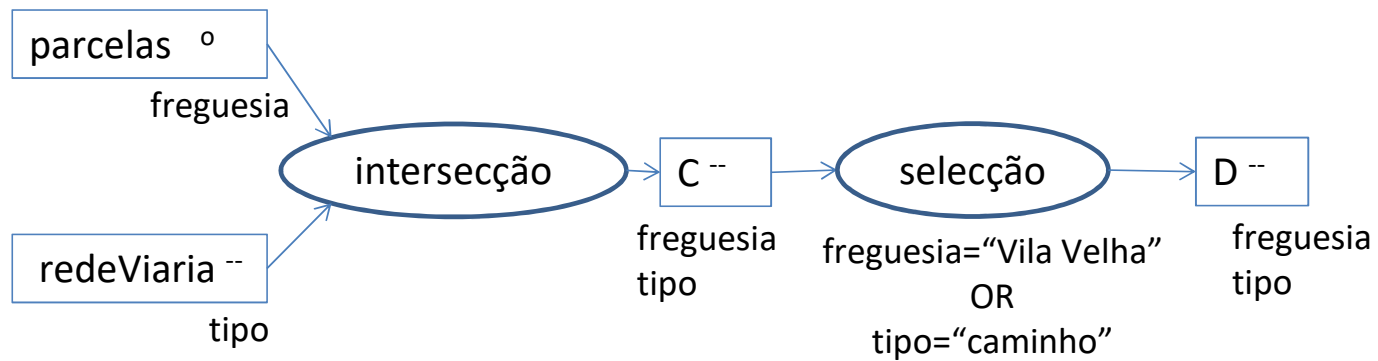 parcelas o
freguesia
redeViaria --
tipo
intersecção
C --
freguesia
tipo
selecção
freguesia=“Vila Velha”
OR
tipo=“caminho”
D --
freguesia
tipo